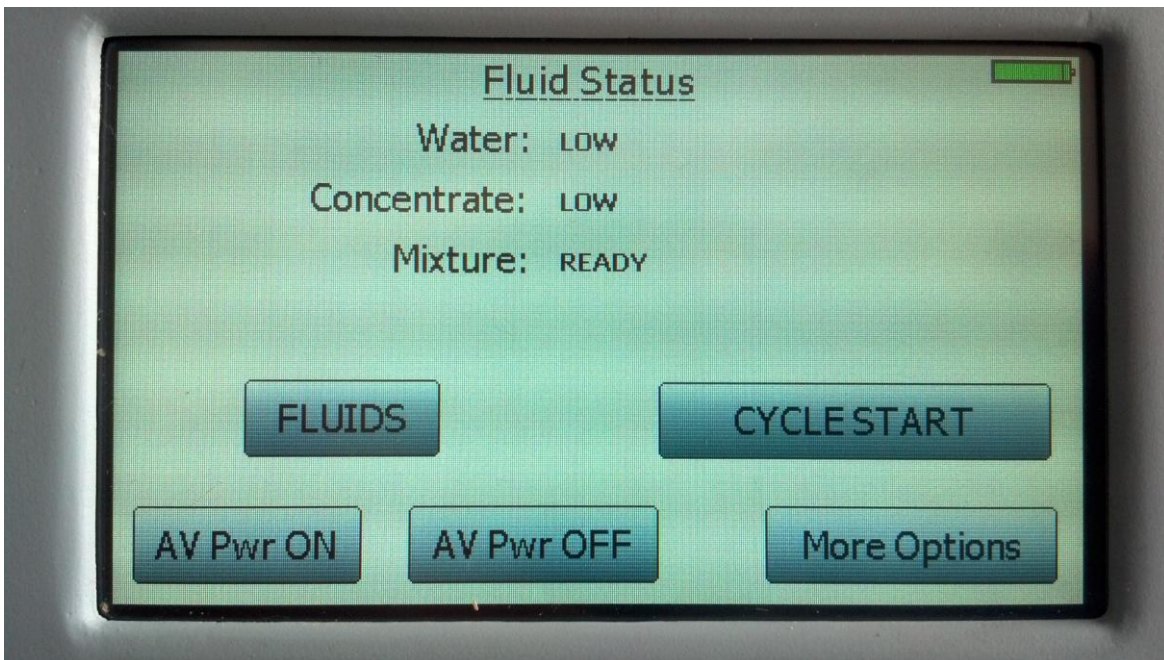 Fluid Status
Water: LOW
Concentrate: LOW
Mixture: READY
FLUIDS CYCLE START
AV Pwr ON AV Pwr OFF More Options